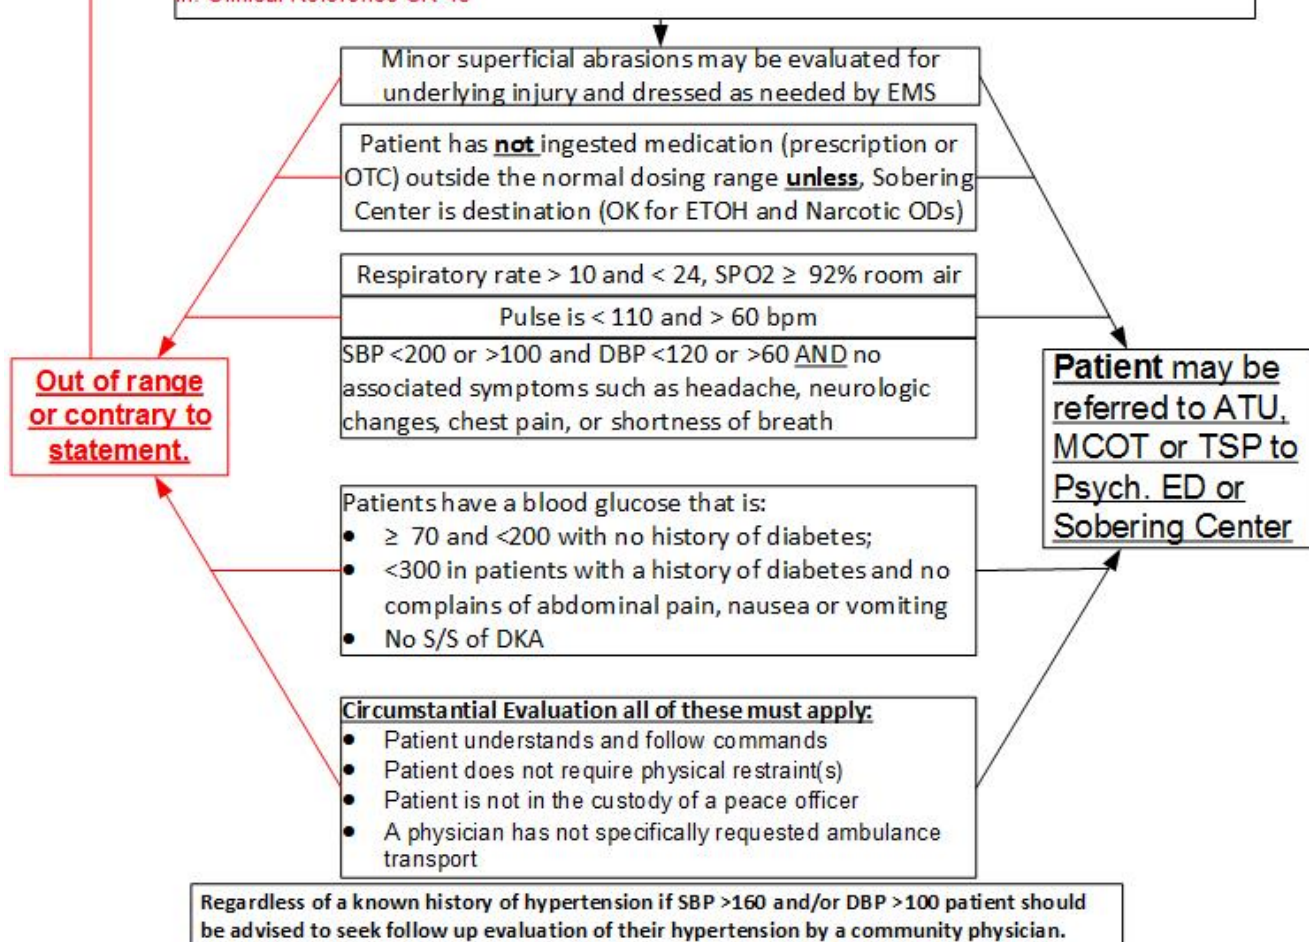 Minor superficial abrasions may be evaluated for
underlying injury and dressed as needed by EMS
Patient has not ingested medication (prescription or
OTC) outside the normal dosing range unless, Sobering
Center is destination (OK for ETOH and Narcotic ODs)
Respiratory rate > 10 and < 24, SPO2 ≥ 92% room air
Pulse is < 110 and > 60 bpm
SBP <200 or >100 and DBP <120 or >60 AND no
associated symptoms such as headache, neurologic
changes, chest pain, or shortness of breath
Out of range
or contrary to
statement.
Patient may be
referred to ATU,
MCOT or TSP to
Psych. ED or
Sobering Center
Patients have a blood glucose that is:
● ≥ 70 and <200 with no history of diabetes;
● <300 in patients with a history of diabetes and no
complains of abdominal pain, nausea or vomiting
● No S/S of DKA
Circumstantial Evaluation all of these must apply:
● Patient understands and follow commands
● Patient does not require physical restraint(s)
● Patient is not in the custody of a peace officer
● A physician has not specifically requested ambulance
transport
Regardless of a known history of hypertension if SBP >160 and/or DBP >100 patient should
be advised to seek follow up evaluation of their hypertension by a community physician.